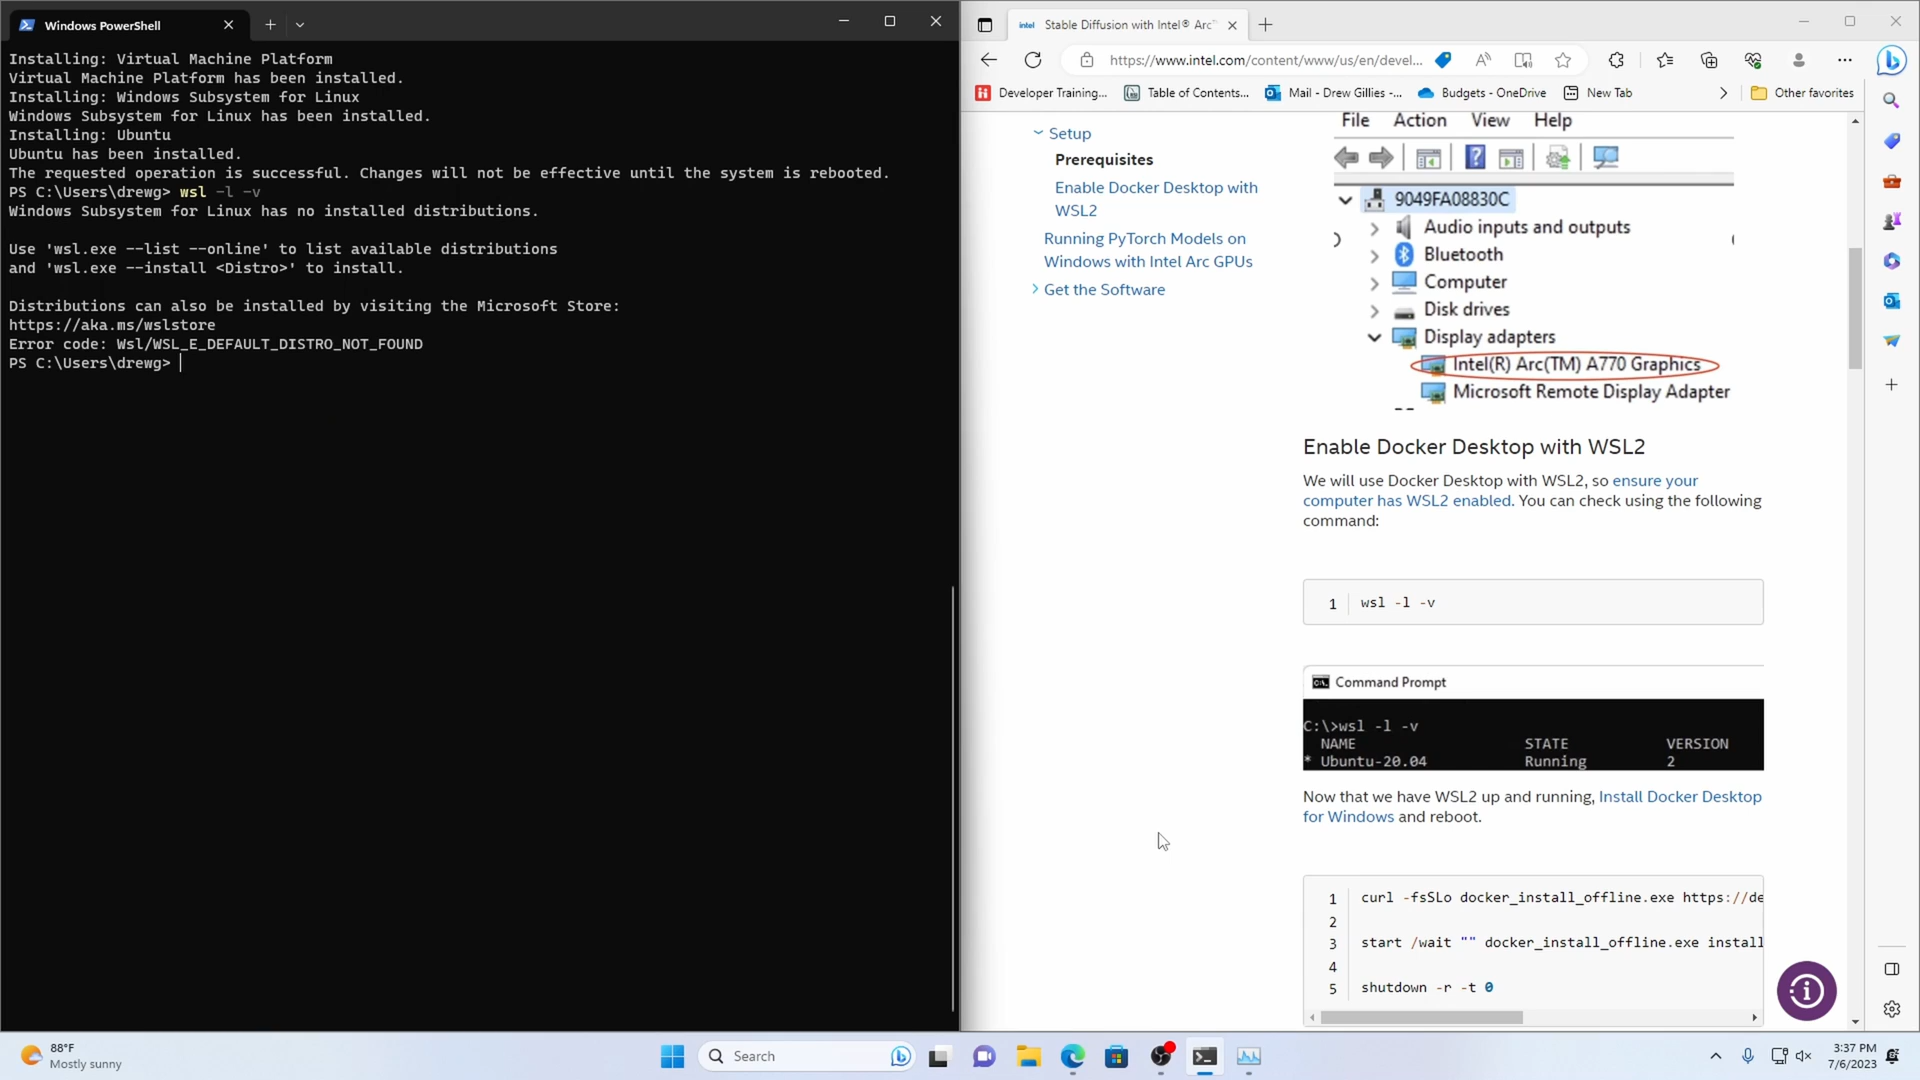 Windows PowerShell
Installing: Virtual Machine Platform
Virtual Machine Platform has been installed.
Installing: Windows Subsystem for Linux
Windows Subsystem for Linux has been installed.
Installing: Ubuntu
Ubuntu has been installed.
The requested operation is successful. Changes will not be effective until the system is rebooted.
PS C:\Users\drewg> wsl -l -v
Windows Subsystem for Linux has no installed distributions.
Use 'wsl.exe --list --online' to list available distributions
and 'wsl.exe --install <Distro>' to install.
Distributions can also be installed by visiting the Microsoft Store:
https://aka.ms/wslstore
Error code: Wsl/WSL_E_DEFAULT_DISTRO_NOT_FOUND
PS C:\Users\drewg>
intel Stable Diffusion with Intel® Arc™
https://www.intel.com/content/www/us/en/devel...
Developer Training... Table of Contents... Mail - Drew Gillies -... Budgets - OneDrive New Tab Other favorites
Setup
Prerequisites
Enable Docker Desktop with
WSL2
Running PyTorch Models on
Windows with Intel Arc GPUs
Get the Software
File Action View Help
9049FA08830C
Audio inputs and outputs
Bluetooth
Computer
Disk drives
Display adapters
Intel(R) Arc(TM) A770 Graphics
Microsoft Remote Display Adapter
Enable Docker Desktop with WSL2
We will use Docker Desktop with WSL2, so ensure your
computer has WSL2 enabled. You can check using the following
command:
1 wsl -l -v
Command Prompt
C:\>wsl -l -v
NAME STATE VERSION
* Ubuntu-20.04 Running 2
Now that we have WSL2 up and running, Install Docker Desktop
for Windows and reboot.
1 curl -fsSLo docker_install_offline.exe https://de
2
3 start /wait "" docker_install_offline.exe install
4
5 shutdown -r -t 0
88°F
Mostly sunny
Search
3:37 PM
7/6/2023